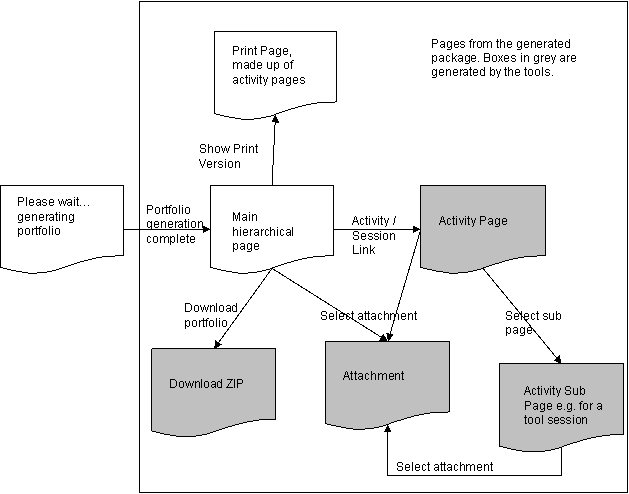 Print Page,
made up of
activity pages
Pages from the generated
package. Boxes in grey are
generated by the tools.
Show Print
Version
Please wait...
generating
portfolio
Portfolio
generation
complete
Main
hierarchical
page
Activity /
Session
Link
Activity Page
Download
portfolio
Select attachment
Select sub
page
Download ZIP
Attachment
Activity Sub
Page e.g. for a
tool session
Select attachment